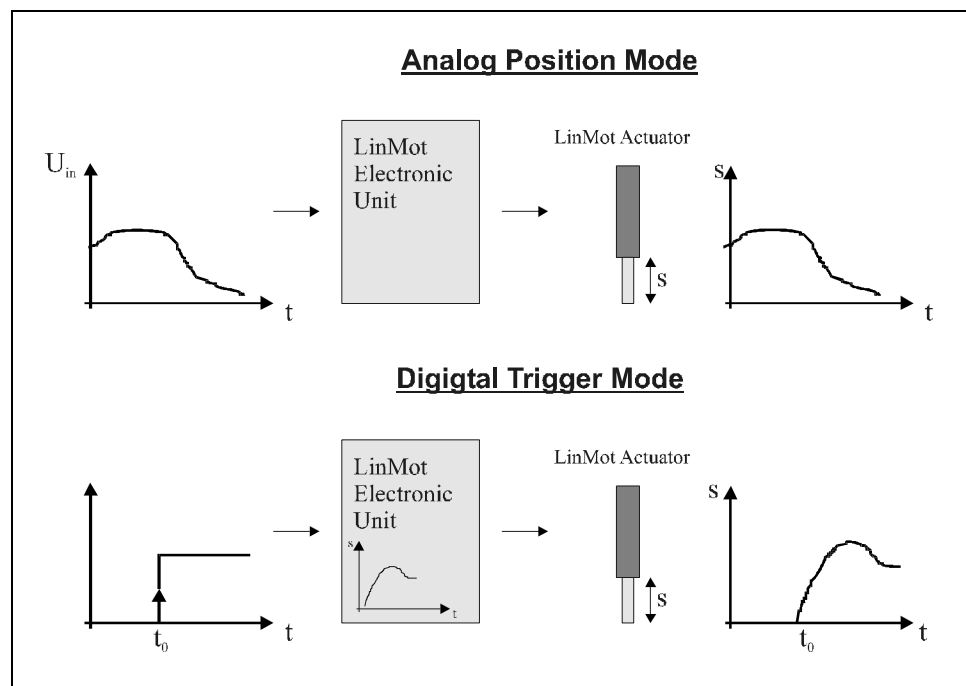 Analog Position Mode
U_in
t
LinMot
Electronic
Unit
LinMot Actuator
s
s
t
Digigtal Trigger Mode
t_0
t
LinMot
Electronic
Unit
s
t
LinMot Actuator
s
s
t_0
t